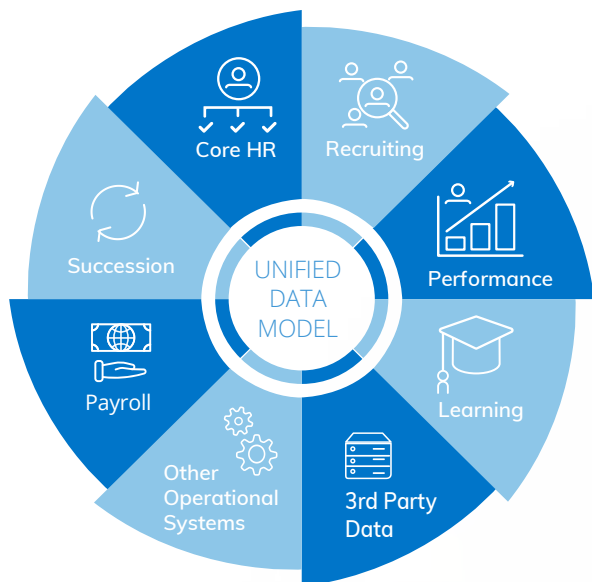 Core HR
Recruiting
Performance
Learning
3rd Party
Data
Other
Operational
Systems
Payroll
Succession
UNIFIED
DATA
MODEL